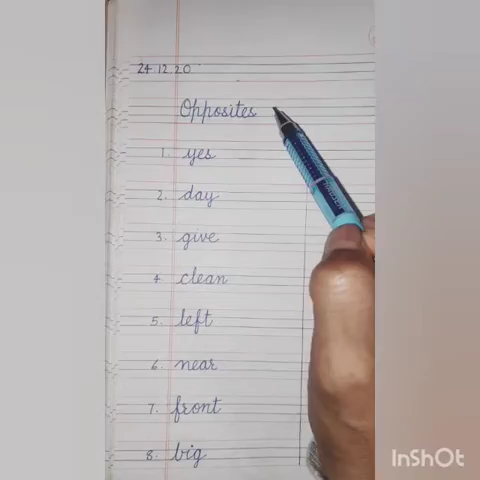 24.12.20
Opposites
1. yes
2. day
3. give
4. clean
5. left
6. near
7. front
8. big
InShOt